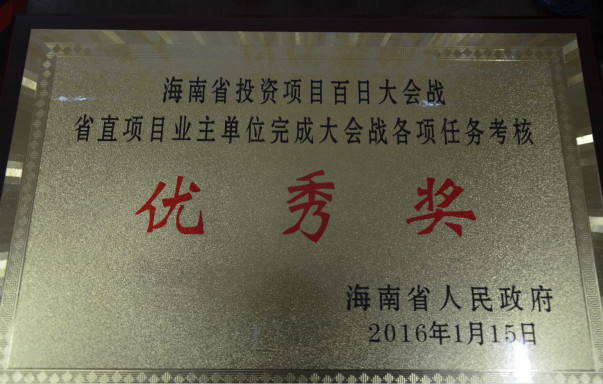 海南省投资项目百日大会战
省直项目业主单位完成大会战各项任务考核
优秀奖
海南省人民政府
2016年1月15日